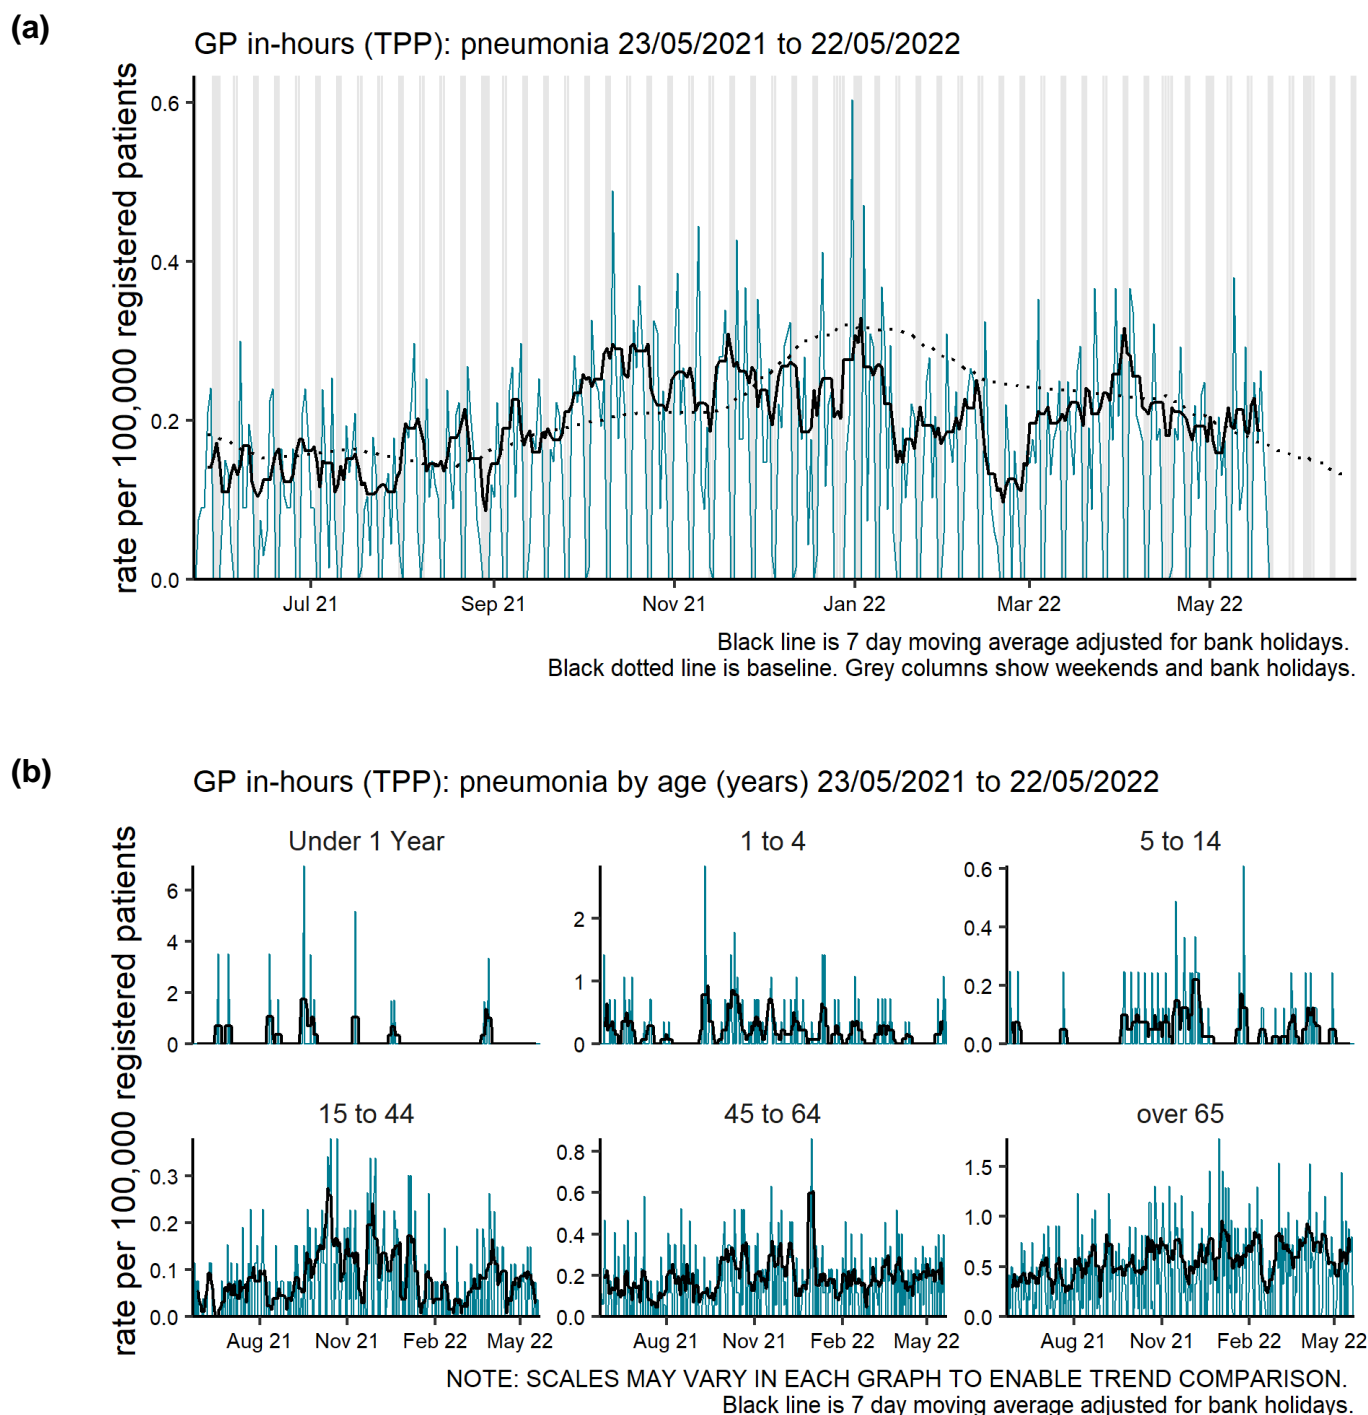 (a)
GP in-hours (TPP): pneumonia 23/05/2021 to 22/05/2022
rate per 100,000 registered patients
0.6
0.4
0.2
0.0
Jul 21 Sep 21 Nov 21 Jan 22 Mar 22 May 22
Black line is 7 day moving average adjusted for bank holidays.
Black dotted line is baseline. Grey columns show weekends and bank holidays.
(b)
GP in-hours (TPP): pneumonia by age (years) 23/05/2021 to 22/05/2022
rate per 100,000 registered patients
Under 1 Year
6
4
2
0
1 to 4
2
1
0
5 to 14
0.6
0.4
0.2
0.0
15 to 44
0.3
0.2
0.1
0.0
Aug 21 Nov 21 Feb 22 May 22
45 to 64
0.8
0.6
0.4
0.2
0.0
Aug 21 Nov 21 Feb 22 May 22
over 65
1.5
1.0
0.5
0.0
Aug 21 Nov 21 Feb 22 May 22
NOTE: SCALES MAY VARY IN EACH GRAPH TO ENABLE TREND COMPARISON.
Black line is 7 day moving average adjusted for bank holidays.